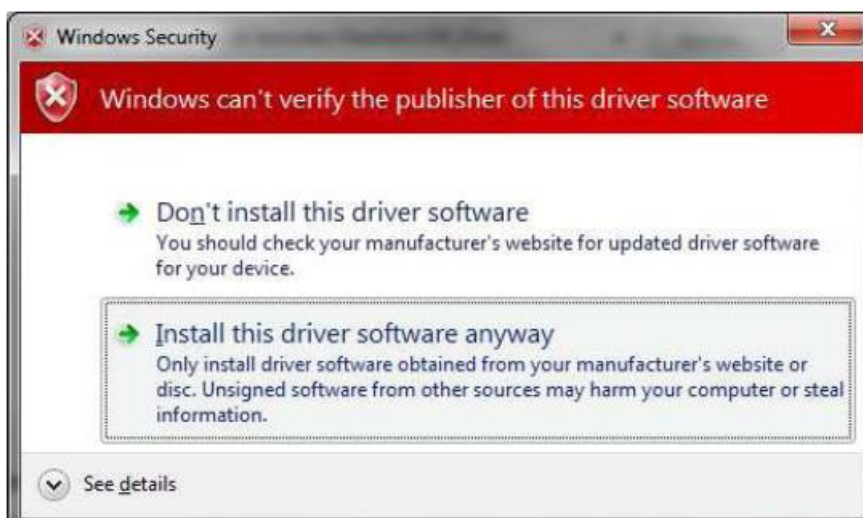 Windows Security
Windows can't verify the publisher of this driver software
Don't install this driver software
You should check your manufacturer's website for updated driver software
for your device.
Install this driver software anyway
Only install driver software obtained from your manufacturer's website or
disc. Unsigned software from other sources may harm your computer or steal
information.
See details